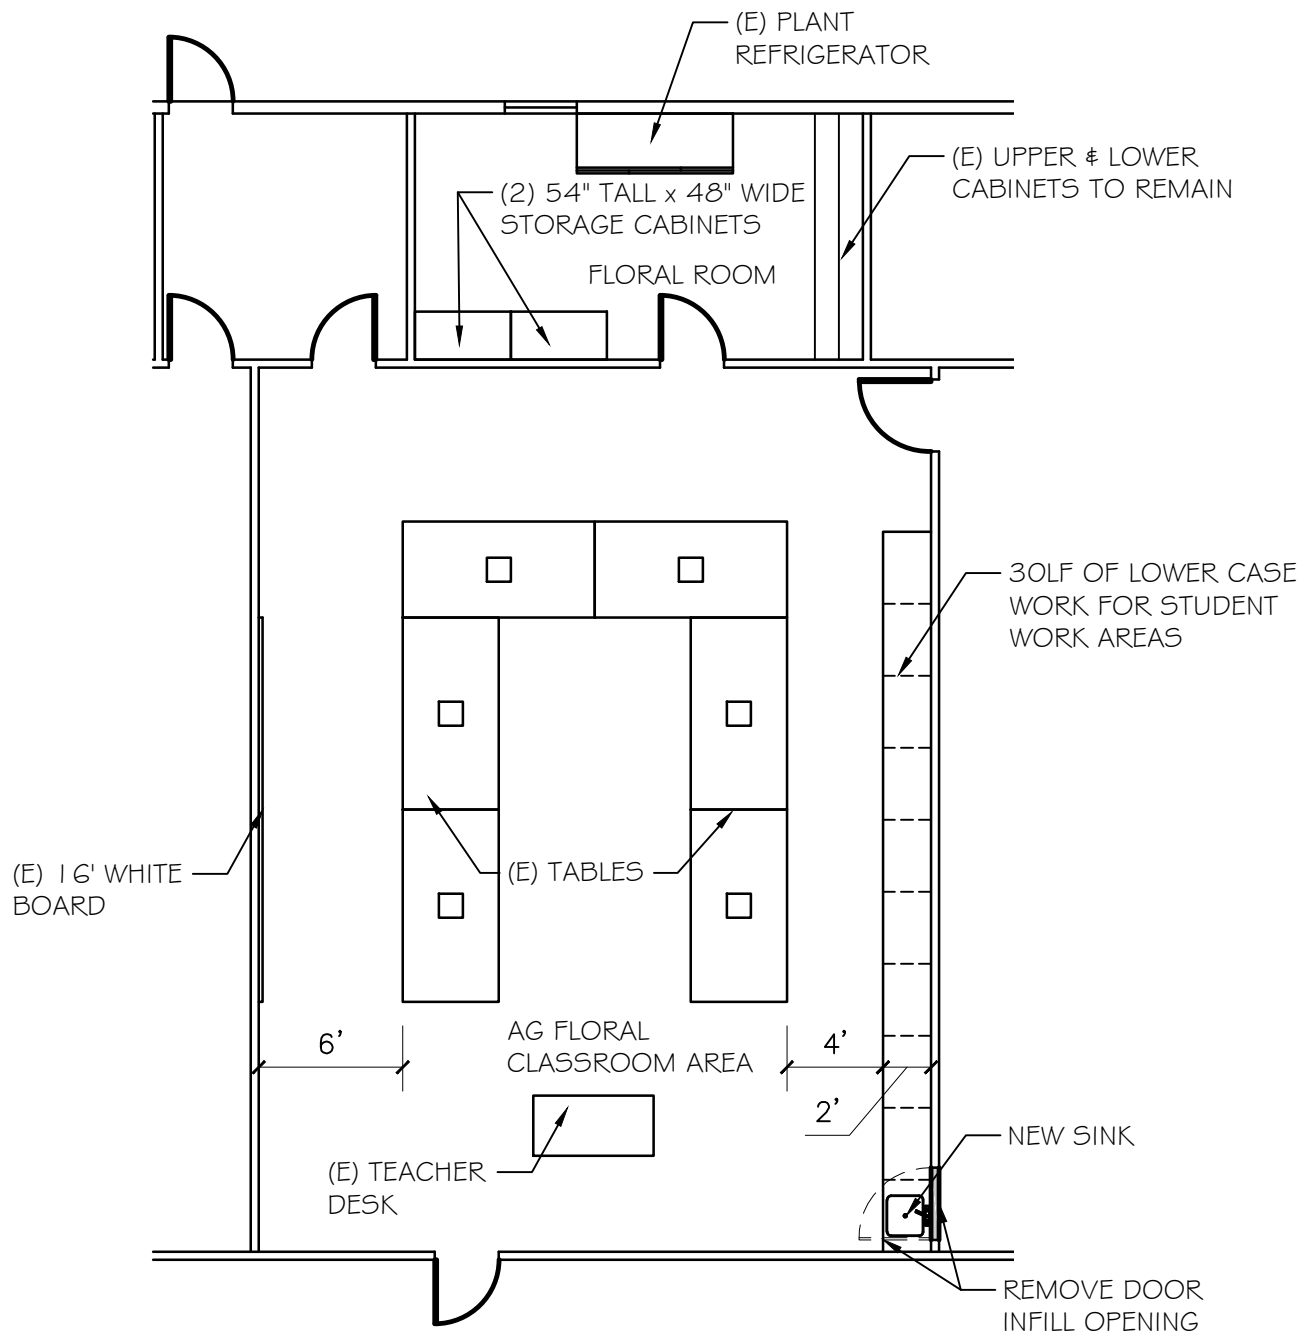 (E) PLANT
REFRIGERATOR
(E) UPPER & LOWER
CABINETS TO REMAIN
(2) 54" TALL x 48" WIDE
STORAGE CABINETS
FLORAL ROOM
30LF OF LOWER CASE
WORK FOR STUDENT
WORK AREAS
(E) 16' WHITE
BOARD
(E) TABLES
AG FLORAL
CLASSROOM AREA
6'
4'
2'
NEW SINK
(E) TEACHER
DESK
REMOVE DOOR
INFILL OPENING